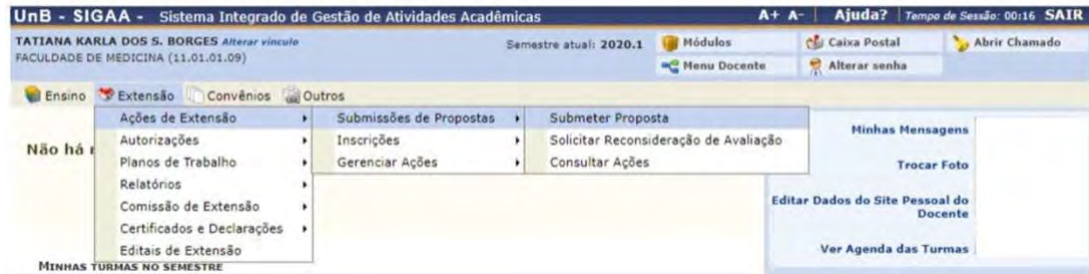 UnB - SIGAA - Sistema Integrado de Gestão de Atividades Acadêmicas A+ A- Ajuda? Tempo de Sessão: 00:16 SAIR
TATIANA KARLA DOS S. BORGES Alterar vínculo
FACULDADE DE MEDICINA (11.01.01.09)
Semestre atual: 2020.1
Módulos Caixa Postal Abrir Chamado
Menu Docente Alterar senha
Ensino Extensão Convênios Outros
Ações de Extensão Submissões de Propostas Submeter Proposta
Autorizações Inscrições Solicitar Reconsideração de Avaliação
Planos de Trabalho Gerenciar Ações Consultar Ações
Relatórios
Comissão de Extensão
Certificados e Declarações
Editais de Extensão
Não há
Minhas Mensagens
Trocar Foto
Editar Dados do Site Pessoal do
Docente
Ver Agenda das Turmas
MINHAS TURMAS NO SEMESTRE